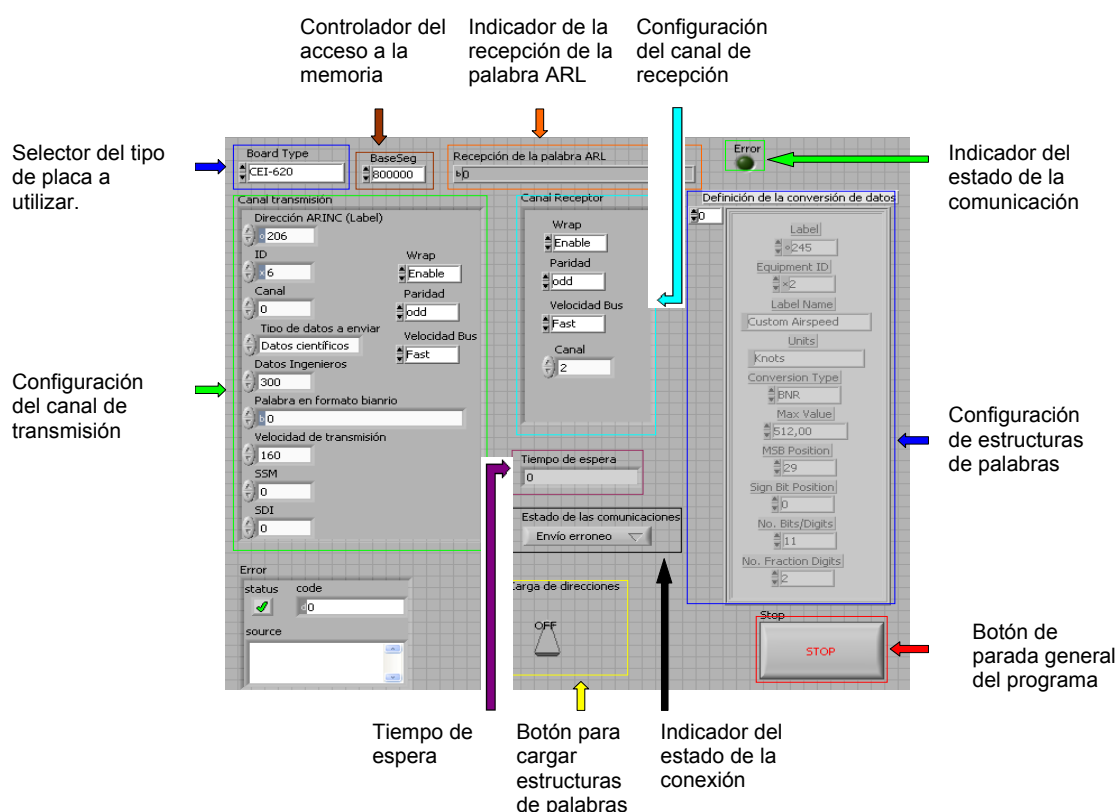 Controlador del
acceso a la
memoria
Indicador de la
recepción de la
palabra ARL
Configuración
del canal de
recepción
Selector del tipo
de placa a
utilizar.
Indicador del
estado de la
comunicación
Configuración
del canal de
transmisión
Configuración
de estructuras
de palabras
Botón de
parada general
del programa
Tiempo de
espera
Botón para
cargar
estructuras
de palabras
Indicador del
estado de la
conexión
Board Type
CEI-620
BaseSeg
800000
Recepción de la palabra ARL
b 0
Error
Canal transmisión
Dirección ARINC (Label)
o 206
ID
x 6
Canal
0
Tipo de datos a enviar
Datos científicos
Datos Ingenieros
300
Palabra en formato bianrio
b 0
Velocidad de transmisión
160
SSM
0
SDI
0
Wrap
Enable
Paridad
odd
Velocidad Bus
Fast
Canal Receptor
Wrap
Enable
Paridad
odd
Velocidad Bus
Fast
Canal
2
Tiempo de espera
0
Estado de las comunicaciones
Envío erroneo
Carga de direcciones
OFF
Definición de la conversión de datos
0
Label
o 245
Equipment ID
x 2
Label Name
Custom Airspeed
Units
Knots
Conversion Type
BNR
Max Value
512,00
MSB Position
29
Sign Bit Position
0
No. Bits/Digits
11
No. Fraction Digits
2
Error
status
code
d 0
source
Stop
STOP